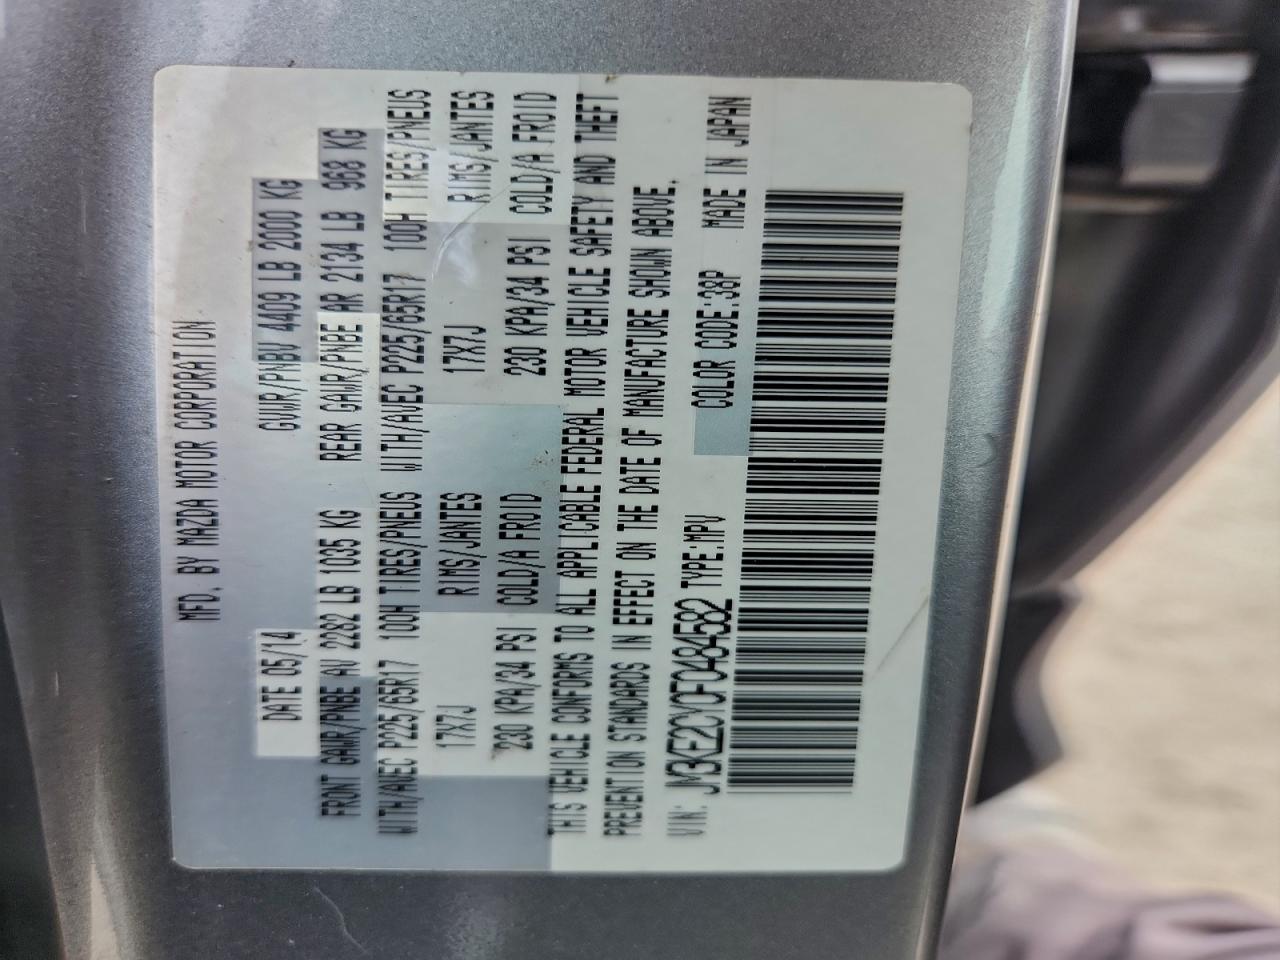 MFD. BY MAZDA MOTOR CORPORATION
DATE 05/14 GVWR/PNBV 4409 LB 2000 KG
FRONT GAWR/PNBE AV 2282 LB 1035 KG REAR GAWR/PNBE AR 2134 LB 968 KG
WITH/AVEC P225/65R17 100H TIRES/PNEUS WITH/AVEC P225/65R17 100H TIRES/PNEUS
17X7J RIMS/JANTES 17X7J RIMS/JANTES
230 KPA/34 PSI COLD/A FROID 230 KPA/34 PSI COLD/A FROID
THIS VEHICLE CONFORMS TO ALL APPLICABLE FEDERAL MOTOR VEHICLE SAFETY AND THEFT
PREVENTION STANDARDS IN EFFECT ON THE DATE OF MANUFACTURE SHOWN ABOVE.
VIN: JM3KE2CY0F0484582 TYPE:MPV COLOR CODE:38P MADE IN JAPAN